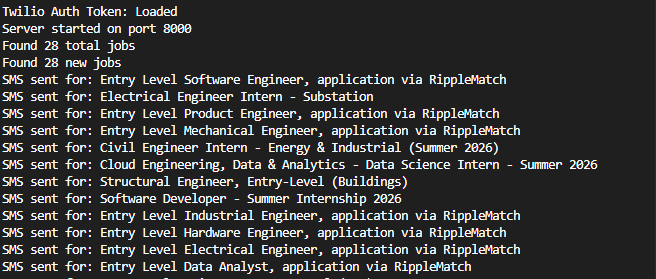 Twilio Auth Token: Loaded
Server started on port 8000
Found 28 total jobs
Found 28 new jobs
SMS sent for: Entry Level Software Engineer, application via RippleMatch
SMS sent for: Electrical Engineer Intern - Substation
SMS sent for: Entry Level Product Engineer, application via RippleMatch
SMS sent for: Entry Level Mechanical Engineer, application via RippleMatch
SMS sent for: Civil Engineer Intern - Energy & Industrial (Summer 2026)
SMS sent for: Cloud Engineering, Data & Analytics - Data Science Intern - Summer 2026
SMS sent for: Structural Engineer, Entry-Level (Buildings)
SMS sent for: Software Developer - Summer Internship 2026
SMS sent for: Entry Level Industrial Engineer, application via RippleMatch
SMS sent for: Entry Level Hardware Engineer, application via RippleMatch
SMS sent for: Entry Level Electrical Engineer, application via RippleMatch
SMS sent for: Entry Level Data Analyst, application via RippleMatch